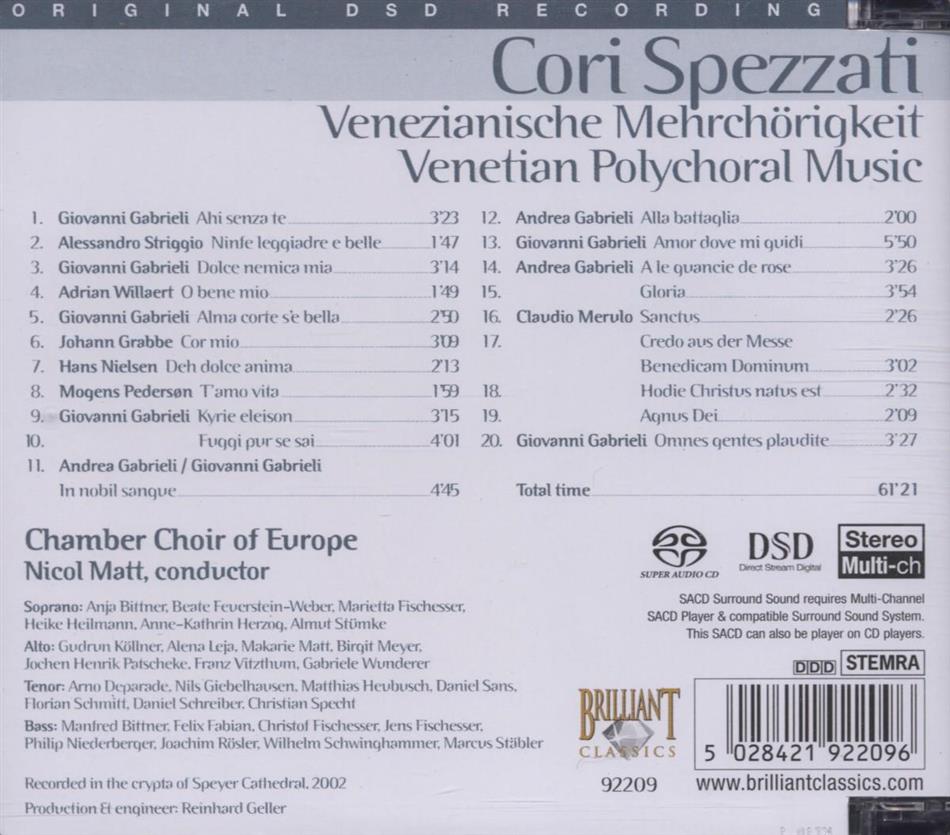 ORIGINAL DSD RECORDING
Cori Spezzati
Venezianische Mehrchörigkeit
Venetian Polychoral Music
1. Giovanni Gabrieli Ahi senza te 3'23
2. Alessandro Striggio Ninfe leggiadre e belle 1'47
3. Giovanni Gabrieli Dolce nemica mia 3'14
4. Adrian Willaert O bene mio 1'49
5. Giovanni Gabrieli Alma corte s'e bella 2'50
6. Johann Grabbe Cor mio 3'09
7. Hans Nielsen Deh dolce anima 2'13
8. Mogens Pedersøn T'amo vita 1'59
9. Giovanni Gabrieli Kyrie eleison 3'15
10. Fuggi pur se sai 4'01
11. Andrea Gabrieli / Giovanni Gabrieli
In nobil sangue 4'45
12. Andrea Gabrieli Alla battaglia 2'00
13. Giovanni Gabrieli Amor dove mi guidi 5'50
14. Andrea Gabrieli A le guancie de rose 3'26
15. Gloria 3'54
16. Claudio Merulo Sanctus 2'26
17. Credo aus der Messe
Benedicam Dominum 3'02
18. Hodie Christus natus est 2'32
19. Agnus Dei 2'09
20. Giovanni Gabrieli Omnes gentes plaudite 3'27
Total time 61'21
Chamber Choir of Europe
Nicol Matt, conductor
Soprano: Anja Bittner, Beate Feuerstein-Weber, Marietta Fischesser,
Heike Heilmann, Anne-Kathrin Herzog, Almut Stümke
Alto: Gudrun Köllner, Alena Leja, Makarie Matt, Birgit Meyer,
Jochen Henrik Patscheke, Franz Vitzthum, Gabriele Wunderer
Tenor: Arno Deparade, Nils Giebelhausen, Matthias Heubusch, Daniel Sans,
Florian Schmitt, Daniel Schreiber, Christian Specht
Bass: Manfred Bittner, Felix Fabian, Christof Fischesser, Jens Fischesser,
Philip Niederberger, Joachim Rösler, Wilhelm Schwinghammer, Marcus Stäbler
Recorded in the crypta of Speyer Cathedral, 2002
Production & engineer: Reinhard Geller
SUPER AUDIO CD
DSD
Direct Stream Digital
Stereo
Multi-ch
SACD Surround Sound requires Multi-Channel
SACD Player & compatible Surround Sound System.
This SACD can also be player on CD players.
DDD STEMRA
BRILLIANT
CLASSICS
92209
5 028421 922096
www.brilliantclassics.com